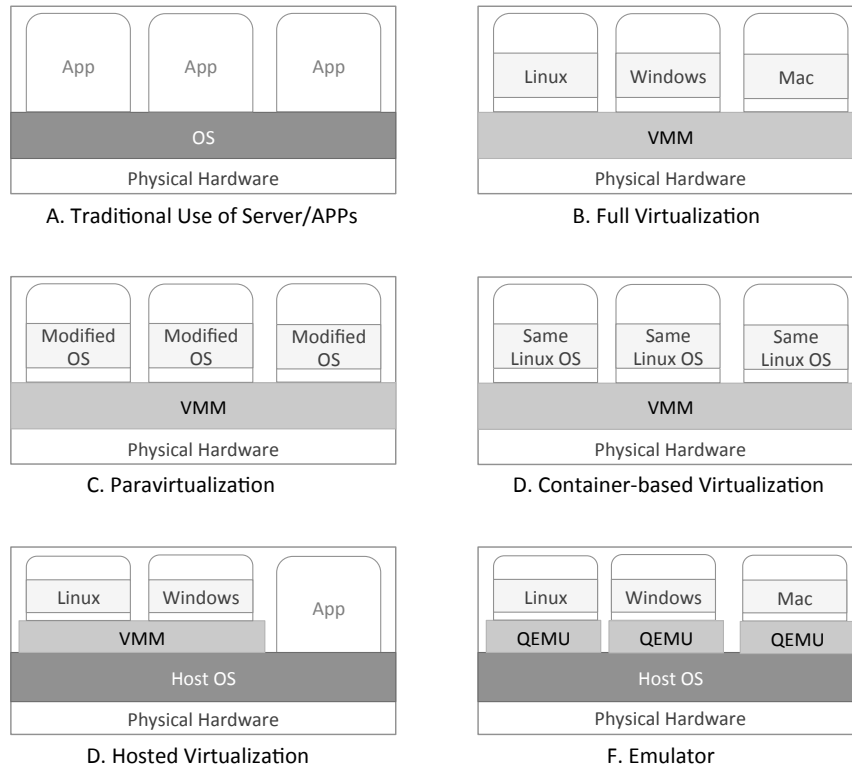 App
App
App
OS
Physical Hardware
A. Traditional Use of Server/APPs
Linux
Windows
Mac
VMM
Physical Hardware
B. Full Virtualization
Modified
OS
Modified
OS
Modified
OS
VMM
Physical Hardware
C. Paravirtualization
Same
Linux OS
Same
Linux OS
Same
Linux OS
VMM
Physical Hardware
D. Container-based Virtualization
Linux
Windows
App
VMM
Host OS
Physical Hardware
D. Hosted Virtualization
Linux
Windows
Mac
QEMU
QEMU
QEMU
Host OS
Physical Hardware
F. Emulator